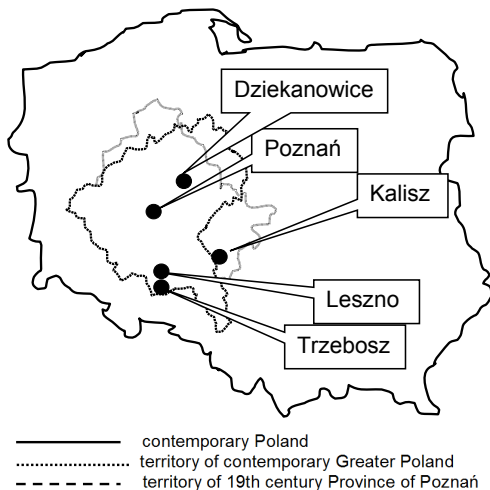 Dziekanowice
Poznań
Kalisz
Leszno
Trzebosz
contemporary Poland
territory of contemporary Greater Poland
territory of 19th century Province of Poznań